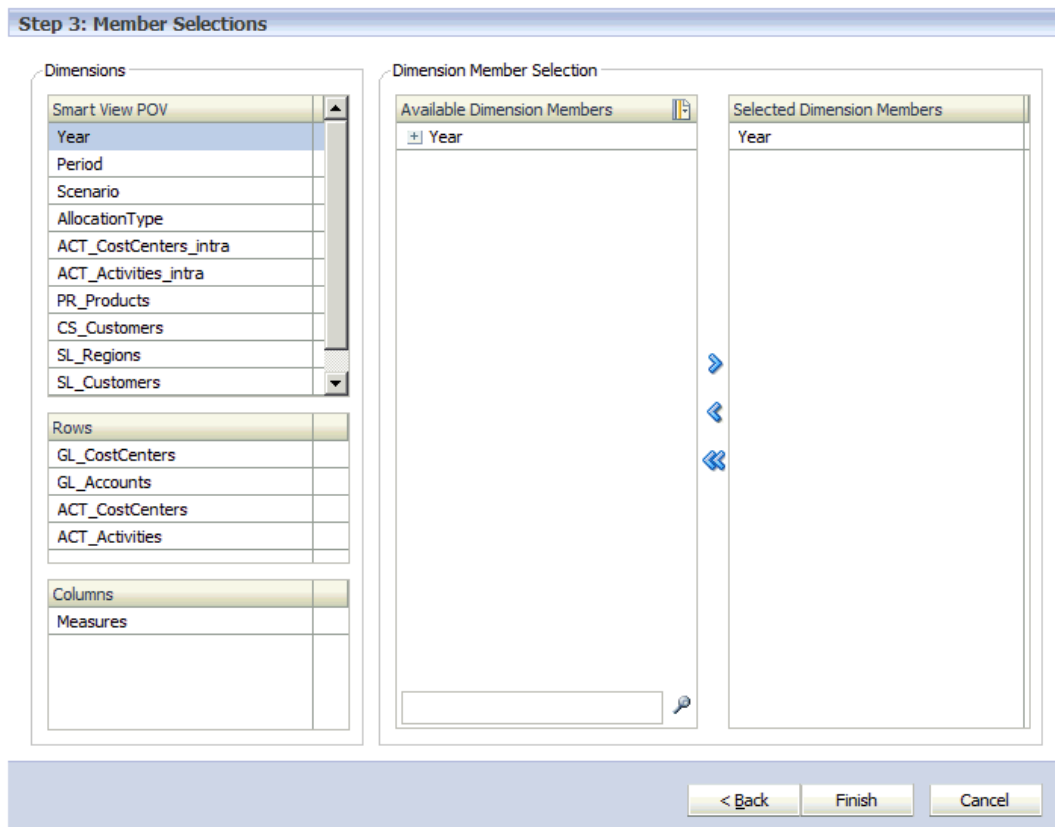 Step 3: Member Selections
Dimensions
Smart View POV
Year
Period
Scenario
AllocationType
ACT_CostCenters_intra
ACT_Activities_intra
PR_Products
CS_Customers
SL_Regions
SL_Customers
Rows
GL_CostCenters
GL_Accounts
ACT_CostCenters
ACT_Activities
Columns
Measures
Dimension Member Selection
Available Dimension Members
Year
Selected Dimension Members
Year
< Back
Finish
Cancel